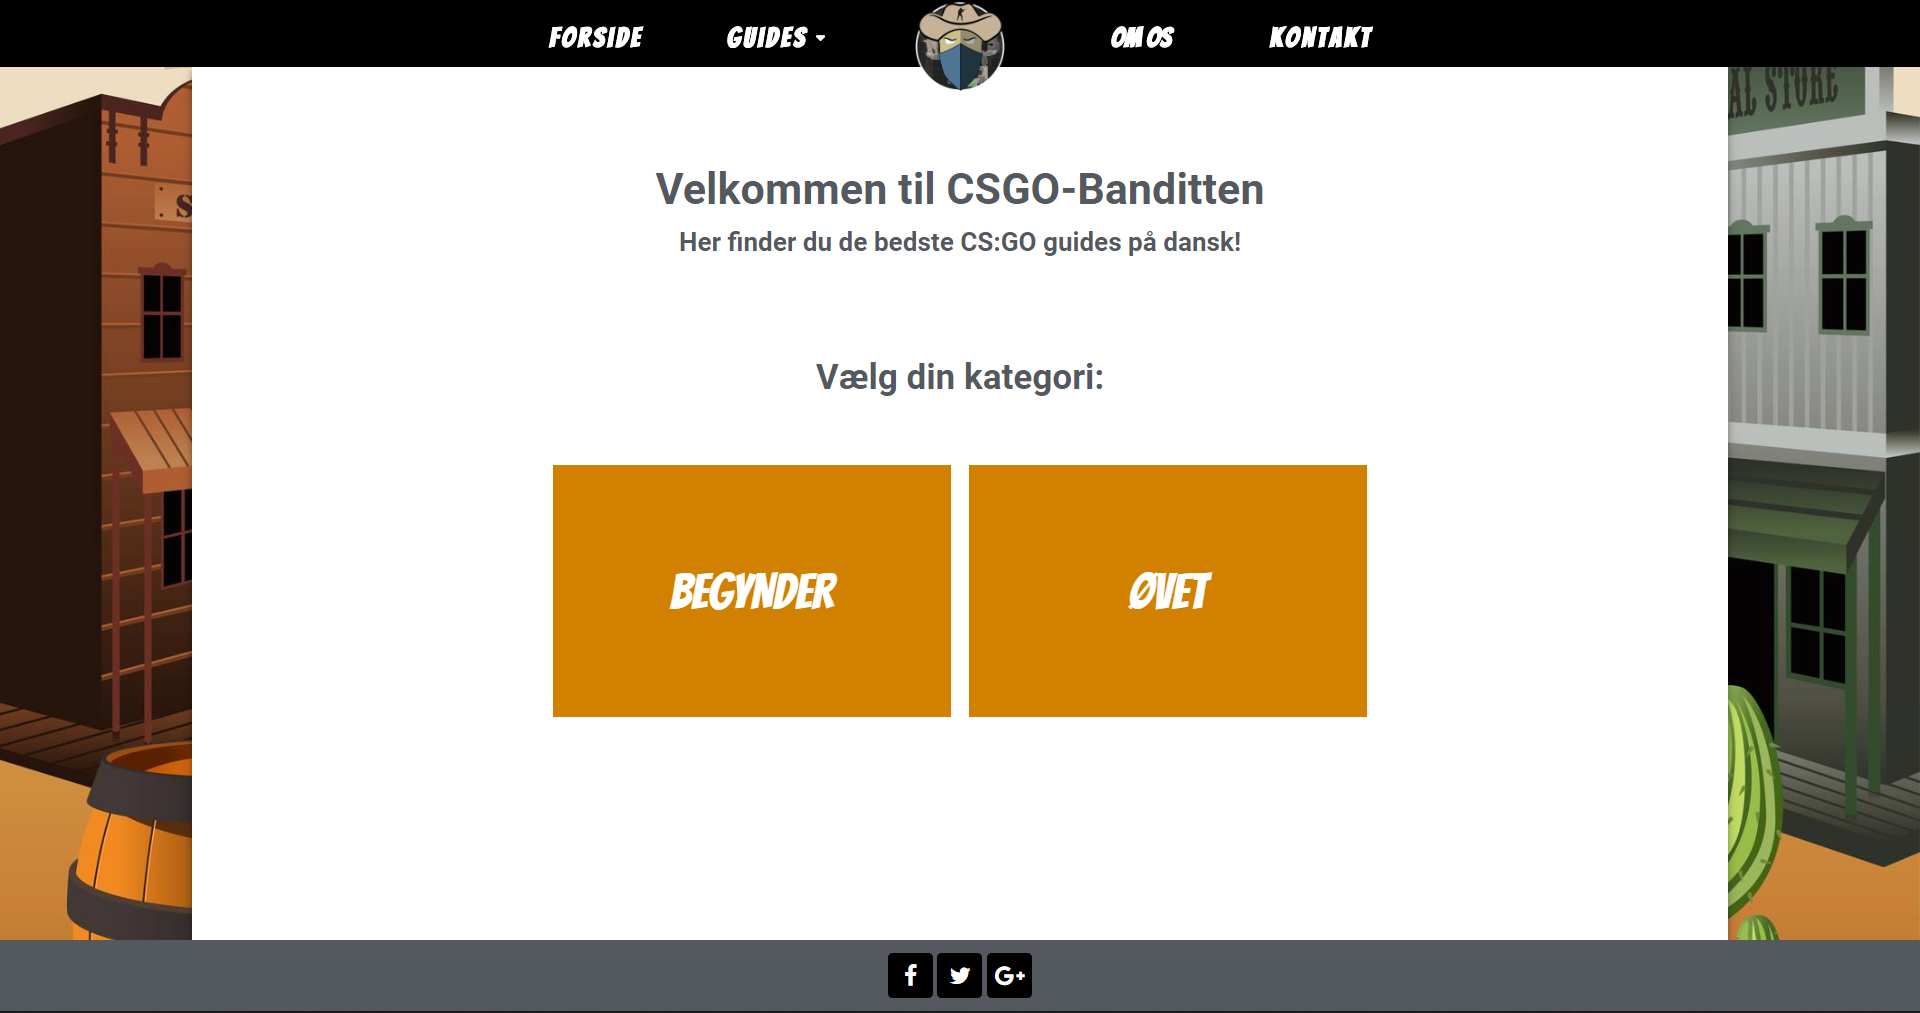 FORSIDE GUIDES OM OS KONTAKT
AL STORE
S
Velkommen til CSGO-Banditten
Her finder du de bedste CS:GO guides på dansk!
Vælg din kategori:
BEGYNDER ØVET
f G+